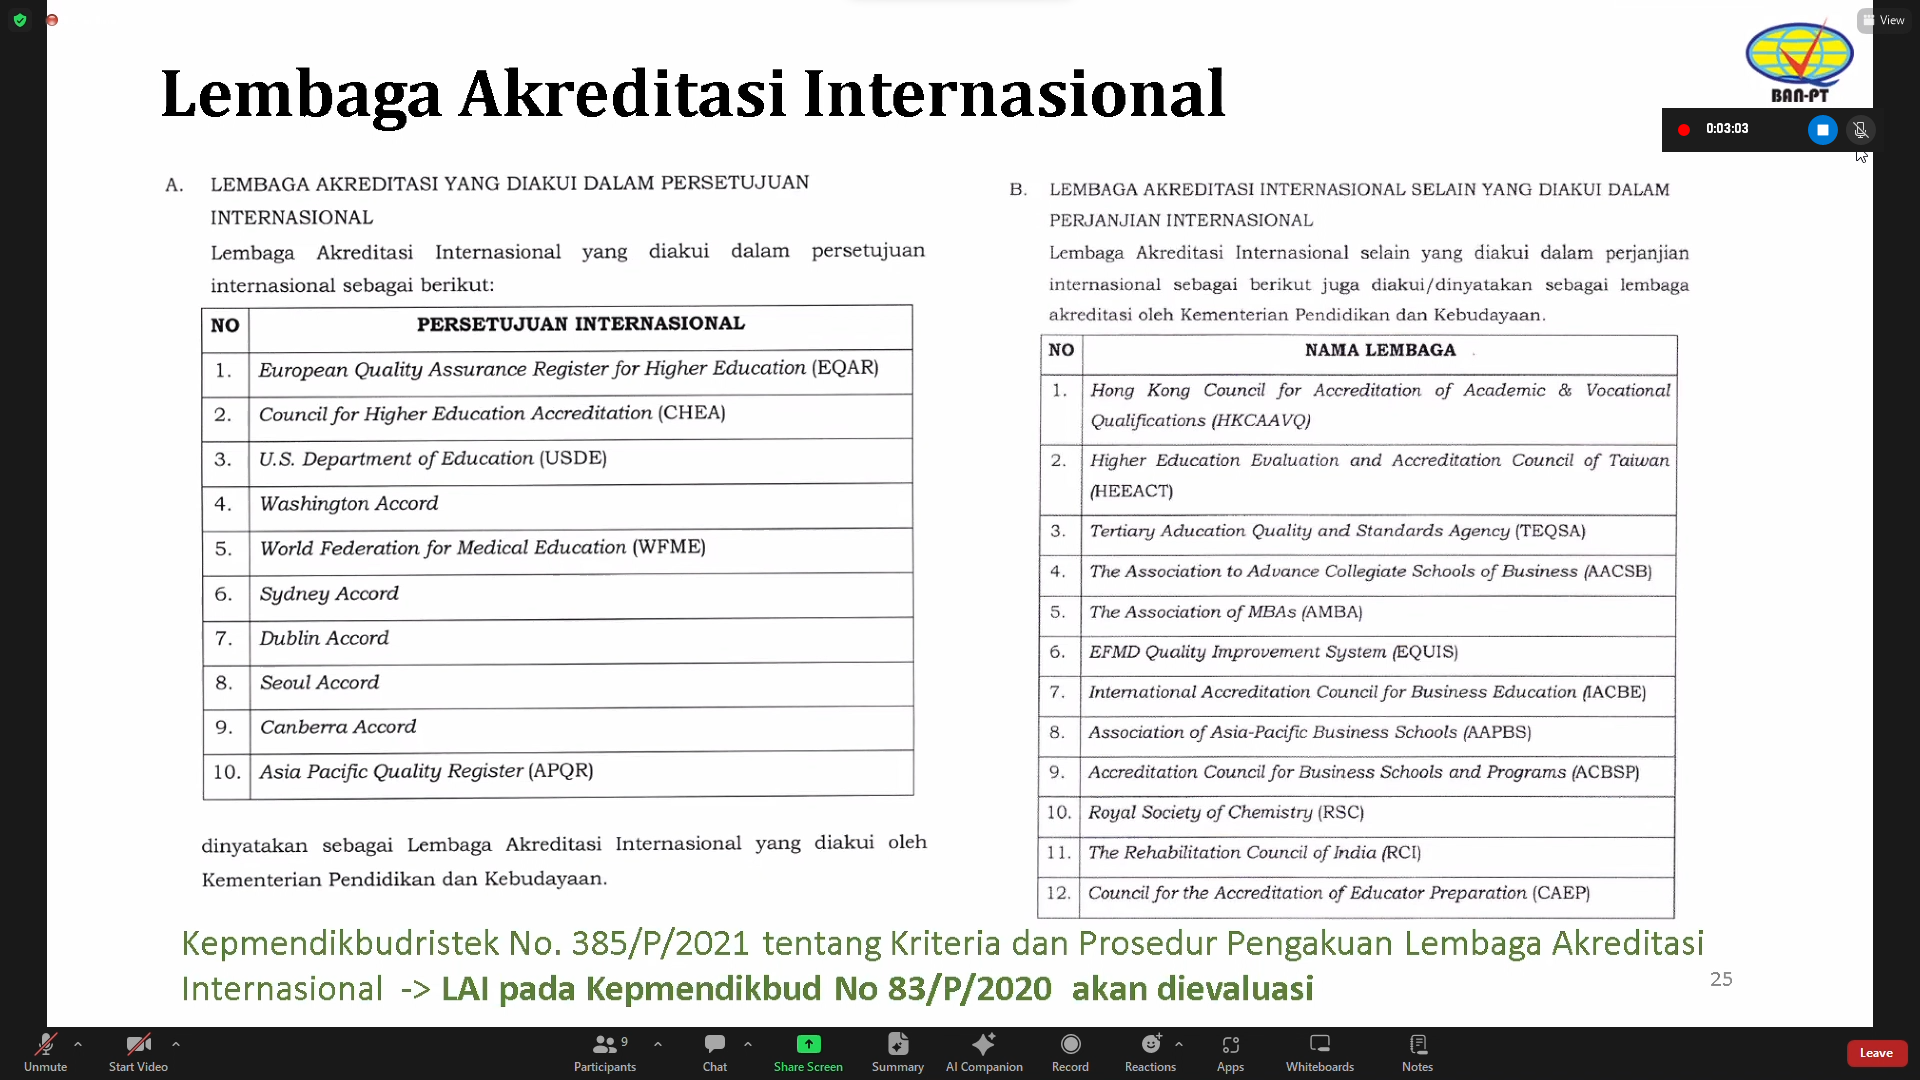 View
Lembaga Akreditasi Internasional
BAN-PT
0:03:03
A. LEMBAGA AKREDITASI YANG DIAKUI DALAM PERSETUJUAN
INTERNASIONAL
Lembaga Akreditasi Internasional yang diakui dalam persetujuan
internasional sebagai berikut:
NO PERSETUJUAN INTERNASIONAL
1. European Quality Assurance Register for Higher Education (EQAR)
2. Council for Higher Education Accreditation (CHEA)
3. U.S. Department of Education (USDE)
4. Washington Accord
5. World Federation for Medical Education (WFME)
6. Sydney Accord
7. Dublin Accord
8. Seoul Accord
9. Canberra Accord
10. Asia Pacific Quality Register (APQR)
dinyatakan sebagai Lembaga Akreditasi Internasional yang diakui oleh
Kementerian Pendidikan dan Kebudayaan.
B. LEMBAGA AKREDITASI INTERNASIONAL SELAIN YANG DIAKUI DALAM
PERJANJIAN INTERNASIONAL
Lembaga Akreditasi Internasional selain yang diakui dalam perjanjian
internasional sebagai berikut juga diakui/dinyatakan sebagai lembaga
akreditasi oleh Kementerian Pendidikan dan Kebudayaan.
NO NAMA LEMBAGA
1. Hong Kong Council for Accreditation of Academic & Vocational
Qualifications (HKCAAVQ)
2. Higher Education Evaluation and Accreditation Council of Taiwan
(HEEACT)
3. Tertiary Aducation Quality and Standards Agency (TEQSA)
4. The Association to Advance Collegiate Schools of Business (AACSB)
5. The Association of MBAs (AMBA)
6. EFMD Quality Improvement System (EQUIS)
7. International Accreditation Council for Business Education (IACBE)
8. Association of Asia-Pacific Business Schools (AAPBS)
9. Accreditation Council for Business Schools and Programs (ACBSP)
10. Royal Society of Chemistry (RSC)
11. The Rehabilitation Council of India (RCI)
12. Council for the Accreditation of Educator Preparation (CAEP)
Kepmendikbudristek No. 385/P/2021 tentang Kriteria dan Prosedur Pengakuan Lembaga Akreditasi
Internasional -> LAI pada Kepmendikbud No 83/P/2020 akan dievaluasi
25
Unmute Start Video Participants 9 Chat Share Screen Summary AI Companion Record Reactions Apps Whiteboards Notes Leave